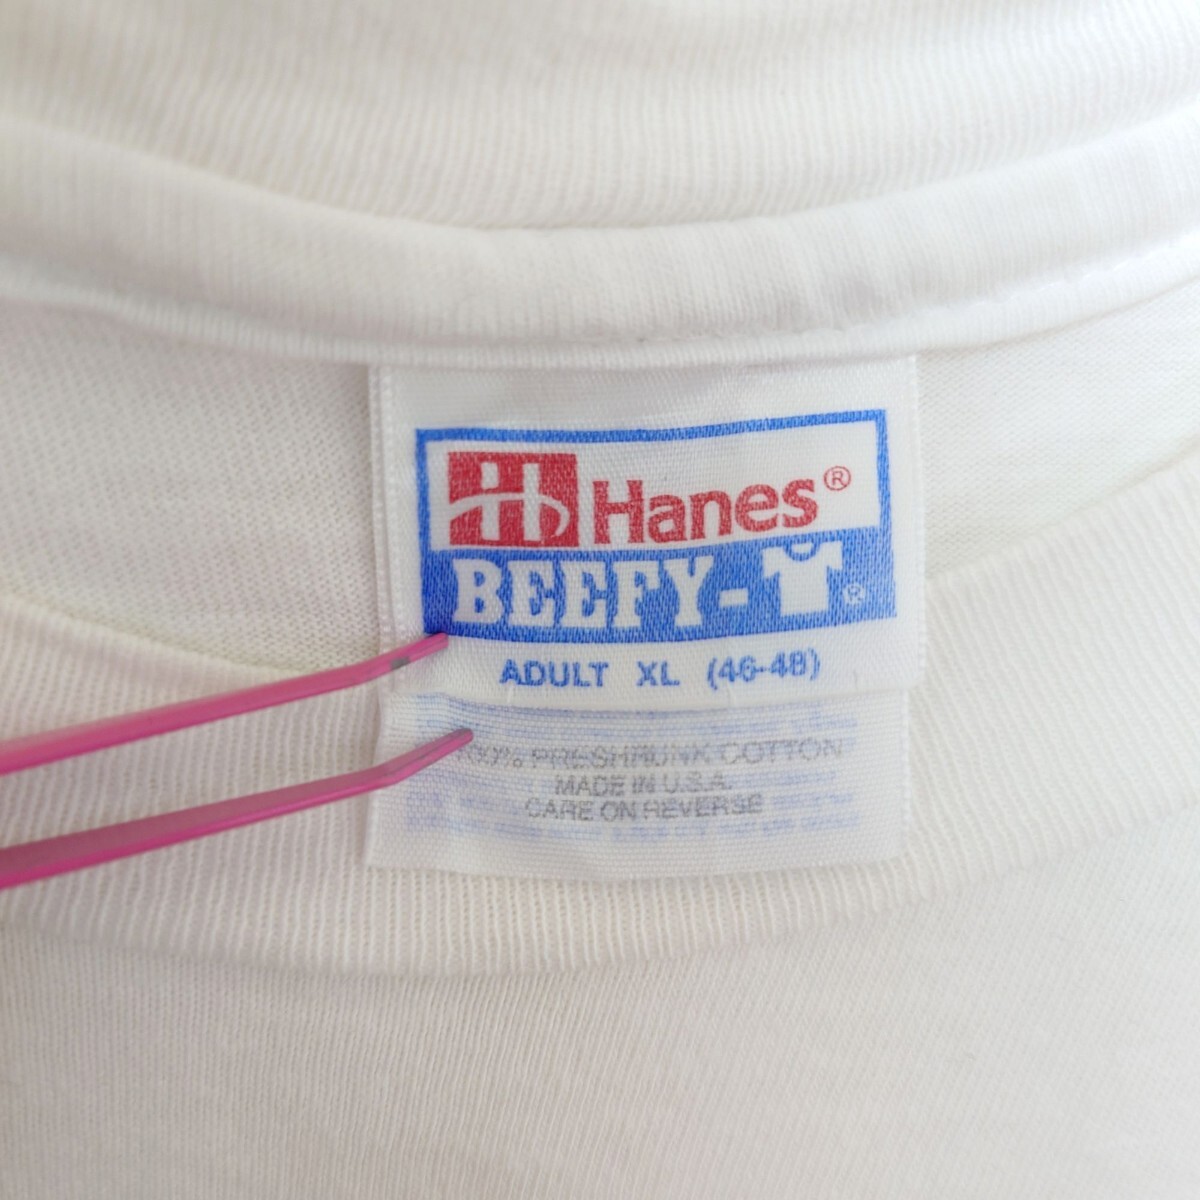 H Hanes®
BEEFY-®
ADULT XL (46-48)
100% PRESHRUNK COTTON
MADE IN U.S.A.
CARE ON REVERSE